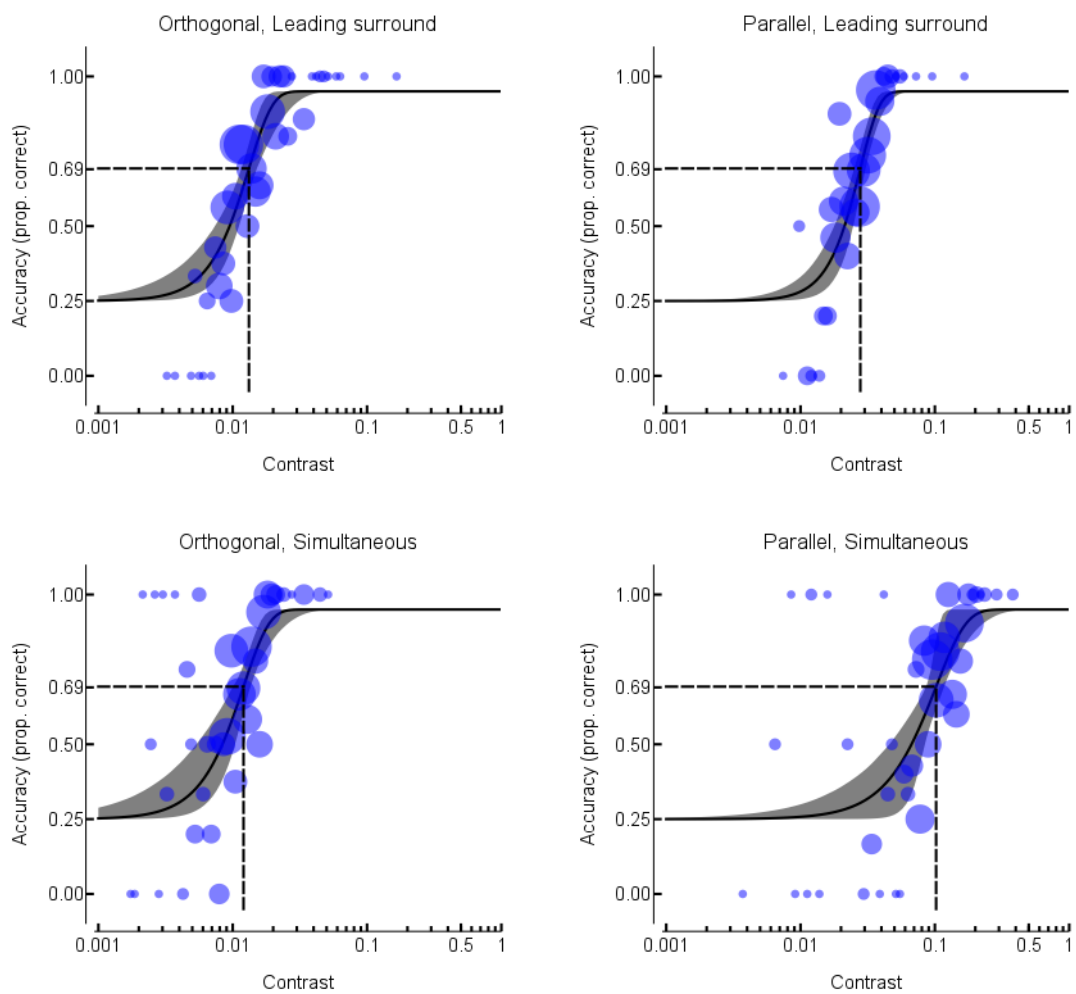 Orthogonal, Leading surround
Accuracy (prop. correct)
1.00
0.69
0.50
0.25
0.00
0.001 0.01 0.1 0.5 1
Contrast
Parallel, Leading surround
Accuracy (prop. correct)
1.00
0.69
0.50
0.25
0.00
0.001 0.01 0.1 0.5 1
Contrast
Orthogonal, Simultaneous
Accuracy (prop. correct)
1.00
0.69
0.50
0.25
0.00
0.001 0.01 0.1 0.5 1
Contrast
Parallel, Simultaneous
Accuracy (prop. correct)
1.00
0.69
0.50
0.25
0.00
0.001 0.01 0.1 0.5 1
Contrast